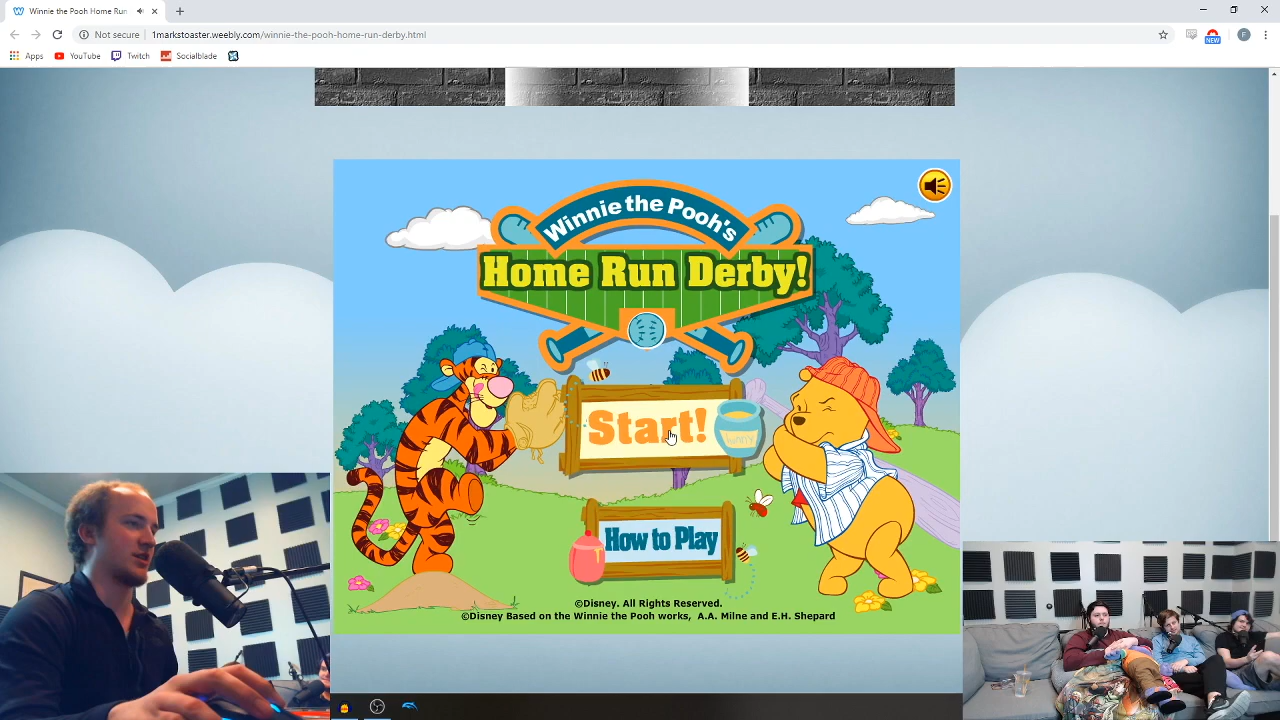 Winnie the Pooh Home Run
Not secure
1markstoaster.weebly.com/winnie-the-pooh-home-run-derby.html
NEW
F
Apps
YouTube
Twitch
Socialblade
Winnie the Pooh's
Home Run Derby!
Start!
HUNNY
How to Play
©Disney. All Rights Reserved.
©Disney Based on the Winnie the Pooh works, A.A. Milne and E.H. Shepard